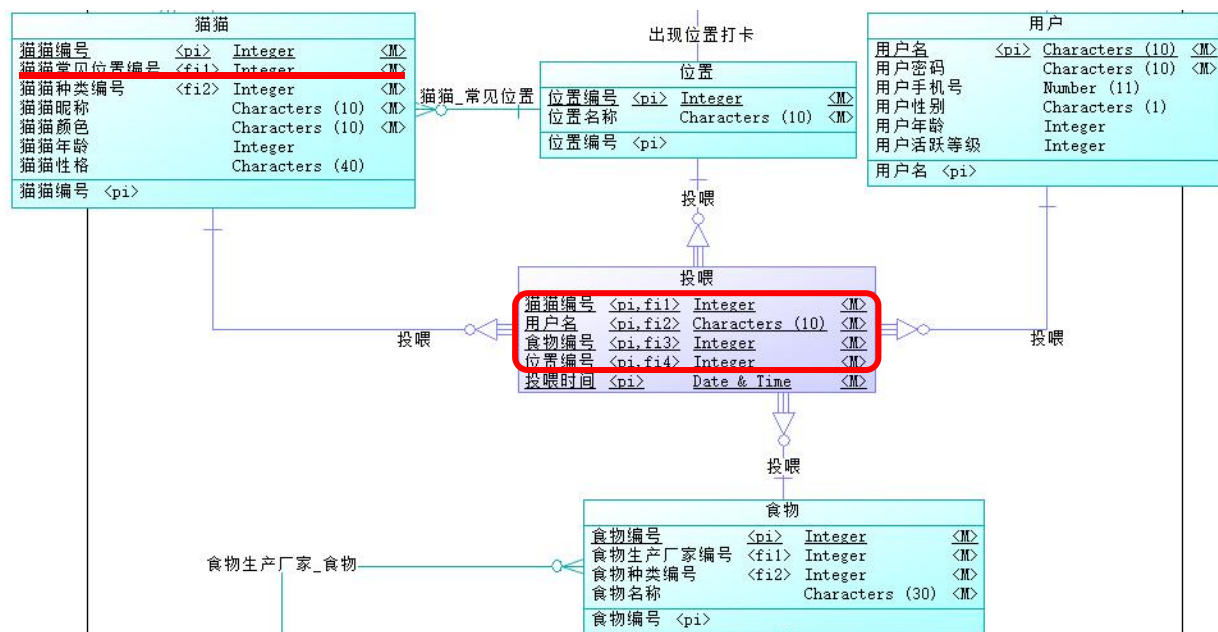 猫猫
猫猫编号 <pi> Integer <M>
猫猫常见位置编号 <fi1> Integer <M>
猫猫种类编号 <fi2> Integer <M>
猫猫昵称 Characters (10) <M>
猫猫颜色 Characters (10) <M>
猫猫年龄 Integer
猫猫性格 Characters (40)
猫猫编号 <pi>
猫猫_常见位置
出现位置打卡
位置
位置编号 <pi> Integer <M>
位置名称 Characters (10) <M>
位置编号 <pi>
用户
用户名 <pi> Characters (10) <M>
用户密码 Characters (10) <M>
用户手机号 Number (11)
用户性别 Characters (1)
用户年龄 Integer
用户活跃等级 Integer
用户名 <pi>
投喂
投喂
猫猫编号 <pi,fi1> Integer <M>
用户名 <pi,fi2> Characters (10) <M>
食物编号 <pi,fi3> Integer <M>
位置编号 <pi,fi4> Integer <M>
投喂时间 <pi> Date & Time <M>
投喂
投喂
投喂
食物
食物编号 <pi> Integer <M>
食物生产厂家编号 <fi1> Integer <M>
食物种类编号 <fi2> Integer <M>
食物名称 Characters (30) <M>
食物编号 <pi>
食物生产厂家_食物